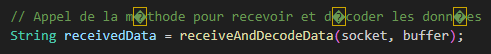 // Appel de la m�thode pour recevoir et d�coder les donn�es
String receivedData = receiveAndDecodeData(socket, buffer);